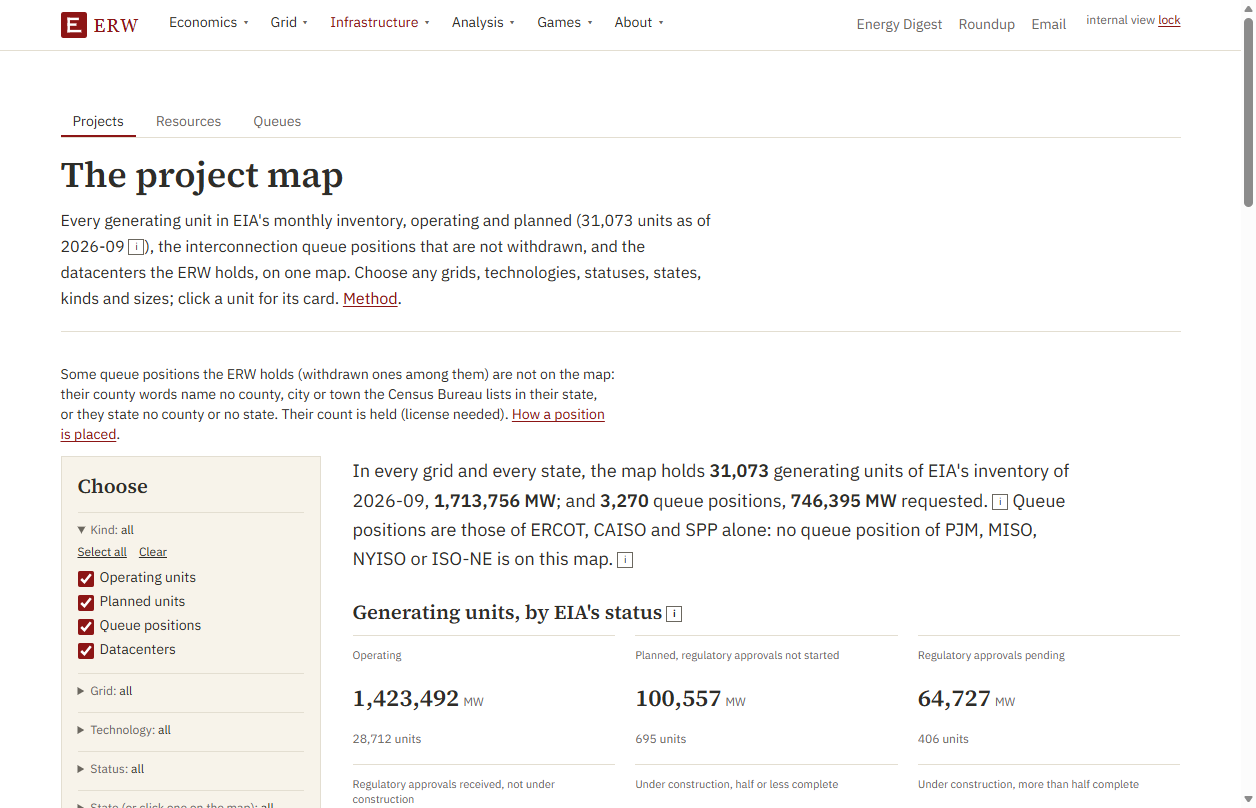 E ERW Economics Grid Infrastructure Analysis Games About Energy Digest Roundup Email internal view lock
Projects Resources Queues
The project map
Every generating unit in EIA's monthly inventory, operating and planned (31,073 units as of
2026-09 i), the interconnection queue positions that are not withdrawn, and the
datacenters the ERW holds, on one map. Choose any grids, technologies, statuses, states,
kinds and sizes; click a unit for its card. Method.
Some queue positions the ERW holds (withdrawn ones among them) are not on the map:
their county words name no county, city or town the Census Bureau lists in their state,
or they state no county or no state. Their count is held (license needed). How a position
is placed.
Choose
Kind: all
Select all Clear
Operating units
Planned units
Queue positions
Datacenters
Grid: all
Technology: all
Status: all
State (or click one on the map): all
In every grid and every state, the map holds 31,073 generating units of EIA's inventory of
2026-09, 1,713,756 MW; and 3,270 queue positions, 746,395 MW requested. i Queue
positions are those of ERCOT, CAISO and SPP alone: no queue position of PJM, MISO,
NYISO or ISO-NE is on this map. i
Generating units, by EIA's status i
Operating
1,423,492 MW
28,712 units
Planned, regulatory approvals not started
100,557 MW
695 units
Regulatory approvals pending
64,727 MW
406 units
Regulatory approvals received, not under
construction
Under construction, half or less complete
Under construction, more than half complete